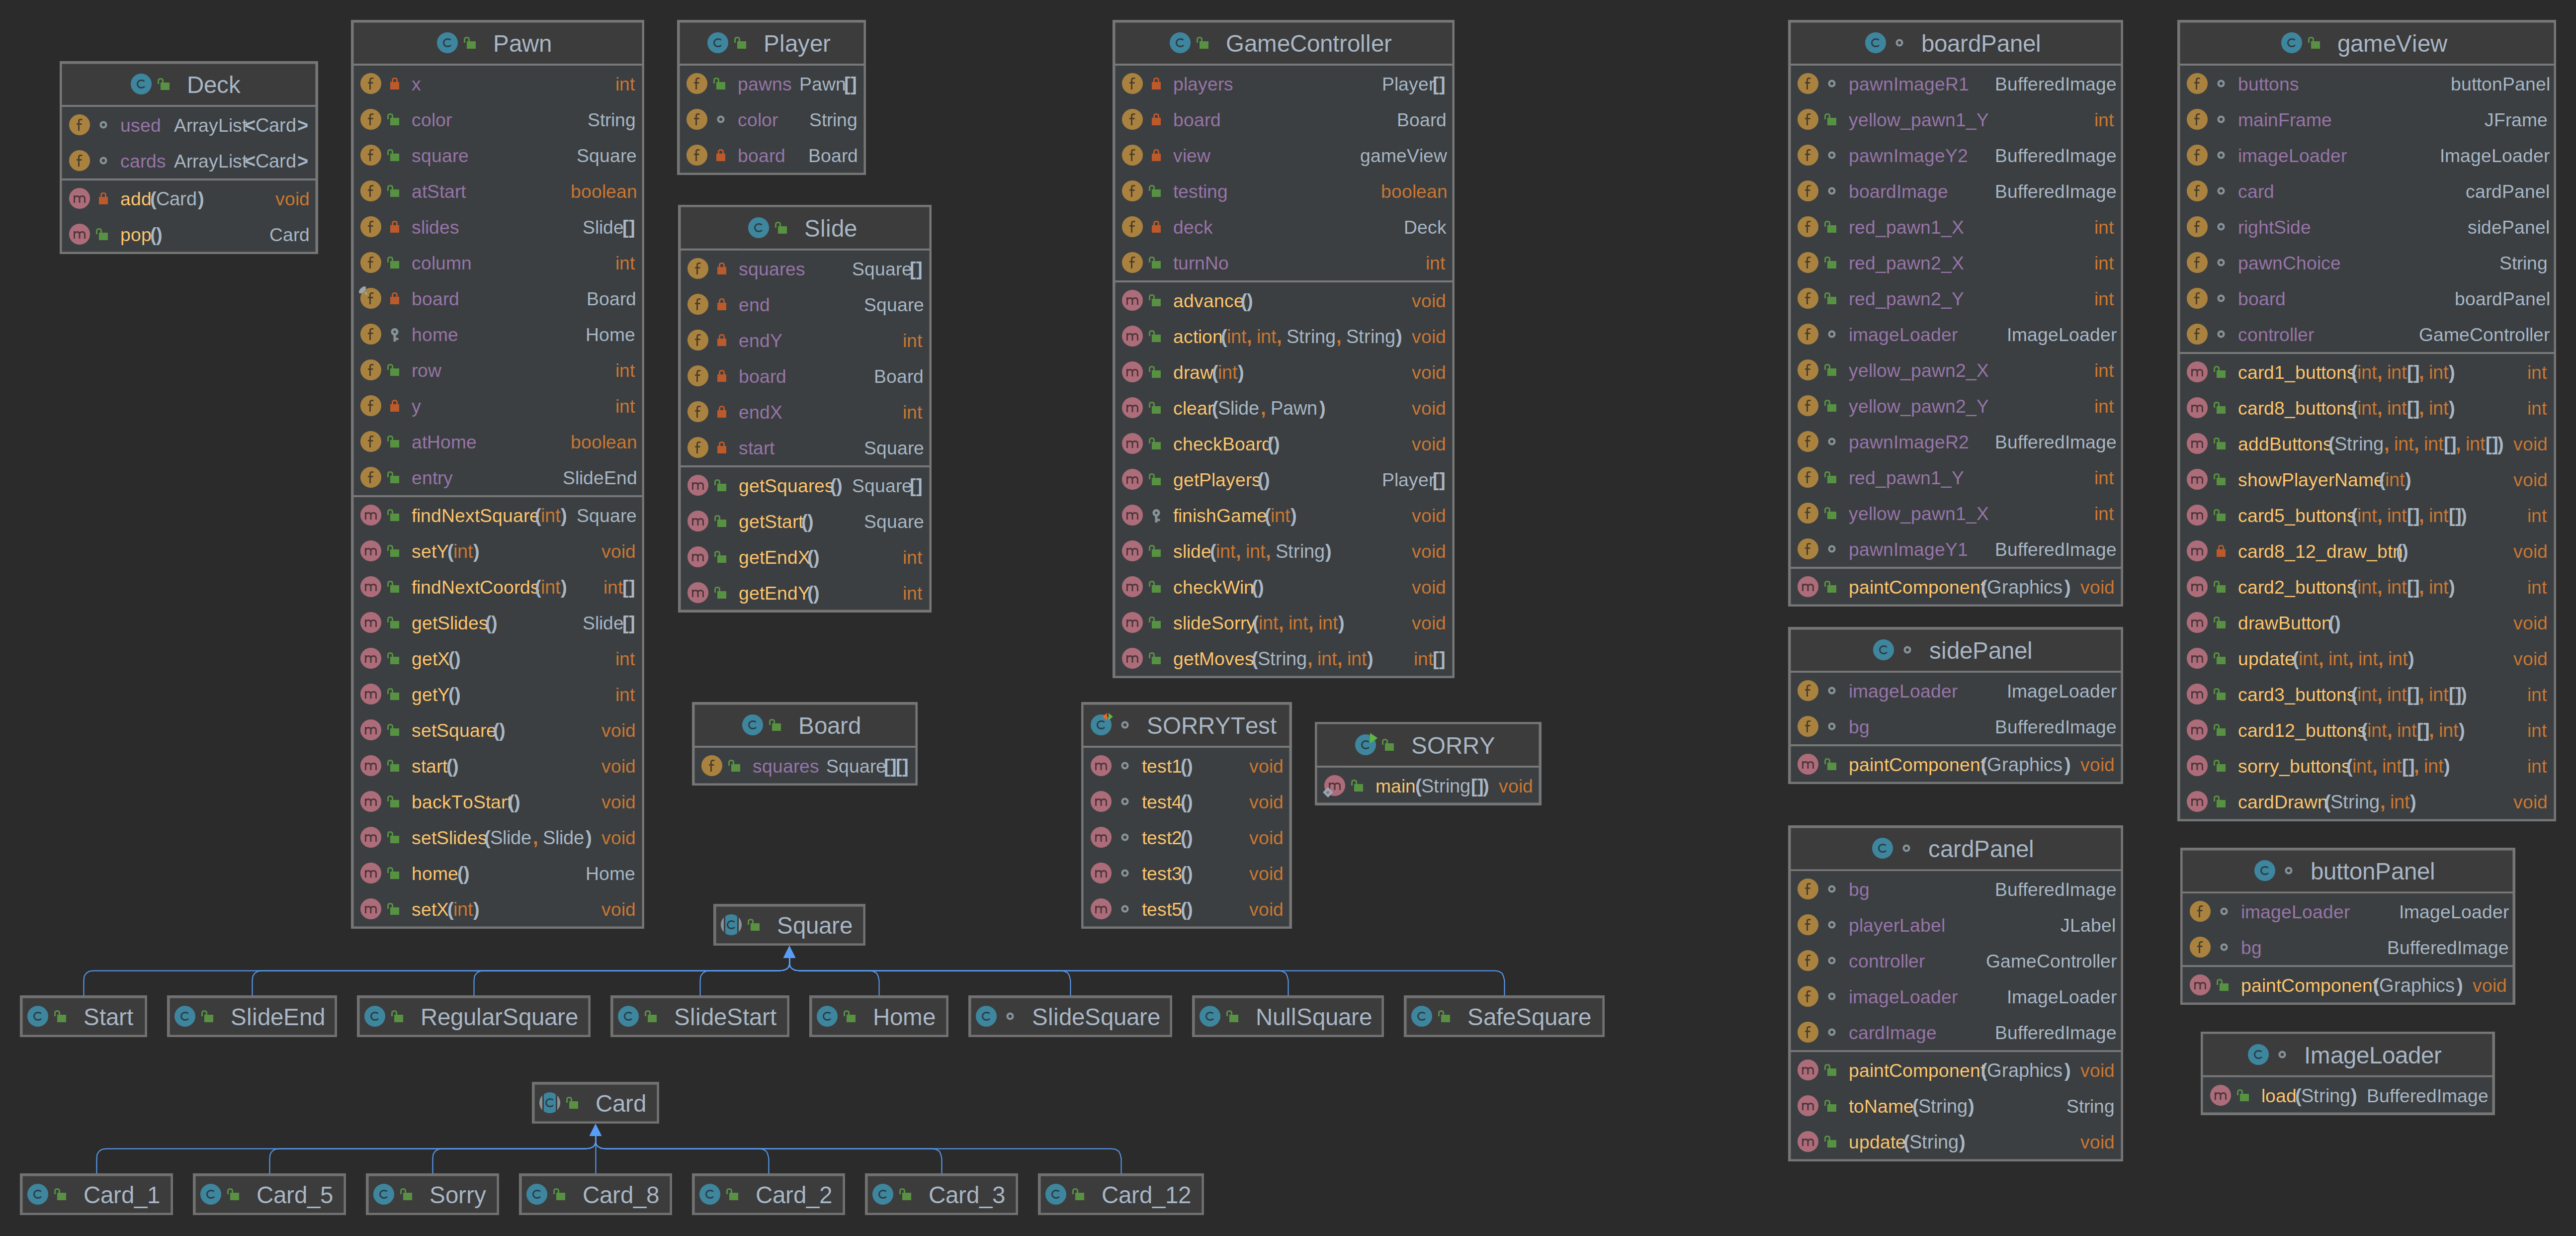 Deck
used ArrayList<Card>
cards ArrayList<Card>
add(Card) void
pop() Card
Pawn
x int
color String
square Square
atStart boolean
slides Slide[]
column int
board Board
home Home
row int
y int
atHome boolean
entry SlideEnd
findNextSquare(int) Square
setY(int) void
findNextCoords(int) int[]
getSlides() Slide[]
getX() int
getY() int
setSquare() void
start() void
backToStart() void
setSlides(Slide, Slide) void
home() Home
setX(int) void
Player
pawns Pawn[]
color String
board Board
Slide
squares Square[]
end Square
endY int
board Board
endX int
start Square
getSquares() Square[]
getStart() Square
getEndX() int
getEndY() int
Board
squares Square[][]
GameController
players Player[]
board Board
view gameView
testing boolean
deck Deck
turnNo int
advance() void
action(int, int, String, String) void
draw(int) void
clear(Slide, Pawn) void
checkBoard() void
getPlayers() Player[]
finishGame(int) void
slide(int, int, String) void
checkWin() void
slideSorry(int, int, int) void
getMoves(String, int, int) int[]
SORRYTest
test1() void
test4() void
test2() void
test3() void
test5() void
SORRY
main(String[]) void
boardPanel
pawnImageR1 BufferedImage
yellow_pawn1_Y int
pawnImageY2 BufferedImage
boardImage BufferedImage
red_pawn1_X int
red_pawn2_X int
red_pawn2_Y int
imageLoader ImageLoader
yellow_pawn2_X int
yellow_pawn2_Y int
pawnImageR2 BufferedImage
red_pawn1_Y int
yellow_pawn1_X int
pawnImageY1 BufferedImage
paintComponent(Graphics) void
sidePanel
imageLoader ImageLoader
bg BufferedImage
paintComponent(Graphics) void
cardPanel
bg BufferedImage
playerLabel JLabel
controller GameController
imageLoader ImageLoader
cardImage BufferedImage
paintComponent(Graphics) void
toName(String) String
update(String) void
gameView
buttons buttonPanel
mainFrame JFrame
imageLoader ImageLoader
card cardPanel
rightSide sidePanel
pawnChoice String
board boardPanel
controller GameController
card1_buttons(int, int[], int) int
card8_buttons(int, int[], int) int
addButtons(String, int, int[], int[]) void
showPlayerName(int) void
card5_buttons(int, int[], int[]) int
card8_12_draw_btn() void
card2_buttons(int, int[], int) int
drawButton() void
update(int, int, int, int) void
card3_buttons(int, int[], int[]) int
card12_buttons(int, int[], int) int
sorry_buttons(int, int[], int) int
cardDrawn(String, int) void
buttonPanel
imageLoader ImageLoader
bg BufferedImage
paintComponent(Graphics) void
ImageLoader
load(String) BufferedImage
Square
Start
SlideEnd
RegularSquare
SlideStart
Home
SlideSquare
NullSquare
SafeSquare
Card
Card_1
Card_5
Sorry
Card_8
Card_2
Card_3
Card_12